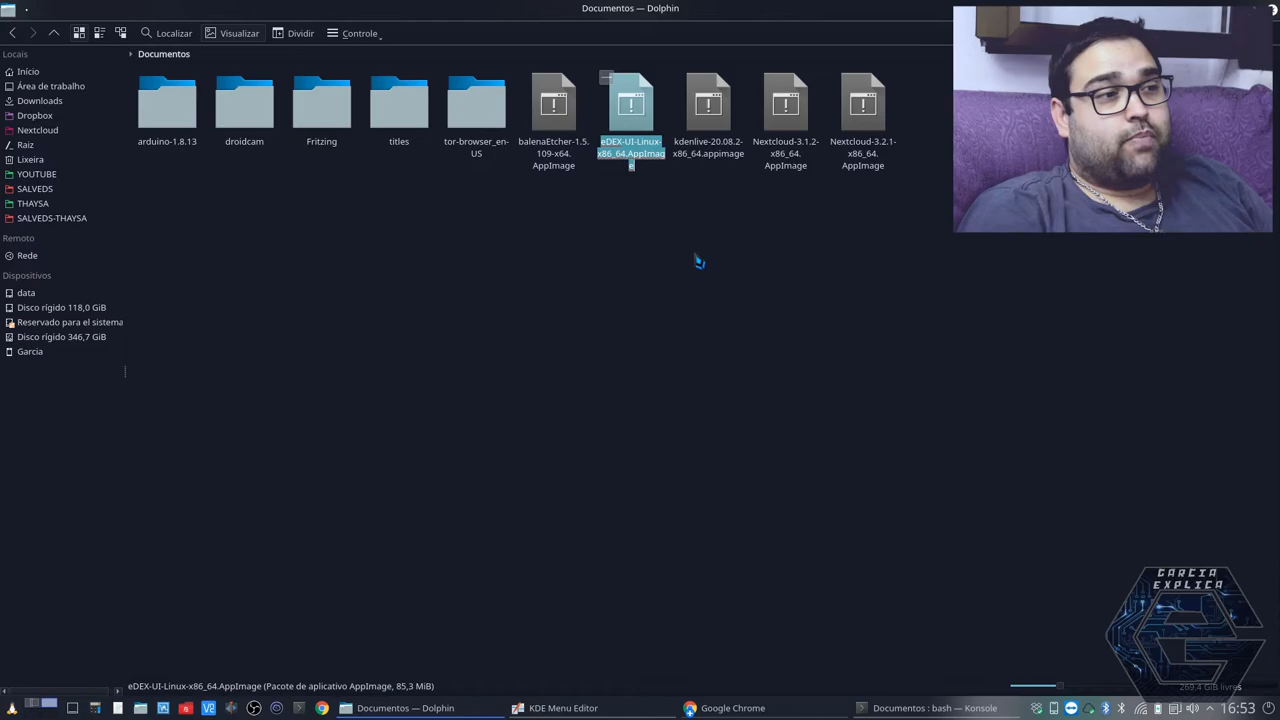 Documentos — Dolphin
Localizar
Visualizar
Dividir
Controle
Locais
Documentos
Início
Área de trabalho
Downloads
Dropbox
Nextcloud
Raiz
Lixeira
YOUTUBE
SALVEDS
THAYSA
SALVEDS-THAYSA
Remoto
Rede
Dispositivos
data
Disco rígido 118,0 GiB
Reservado para el sistema
Disco rígido 346,7 GiB
Garcia
arduino-1.8.13
droidcam
Fritzing
titles
tor-browser_en-
US
balenaEtcher-1.5.
109-x64.
AppImage
eDEX-UI-Linux-
x86_64.AppImag
e
kdenlive-20.08.2-
x86_64.appimage
Nextcloud-3.1.2-
x86_64.
AppImage
Nextcloud-3.2.1-
x86_64.
AppImage
GARCIA
EXPLICA
eDEX-UI-Linux-x86_64.AppImage (Pacote de aplicativo AppImage, 85,3 MiB)
269,4 GiB livres
Documentos — Dolphin
KDE Menu Editor
Google Chrome
Documentos : bash — Konsole
16:53